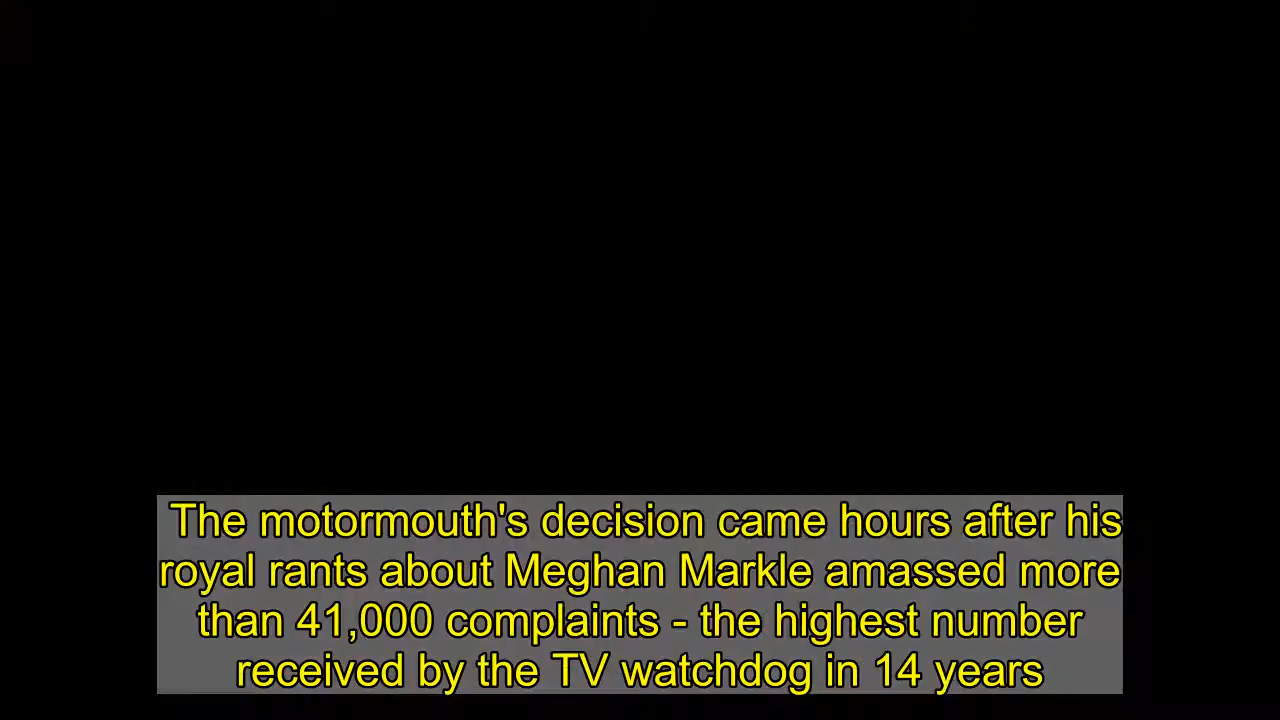 The motormouth's decision came hours after his
royal rants about Meghan Markle amassed more
than 41,000 complaints - the highest number
received by the TV watchdog in 14 years